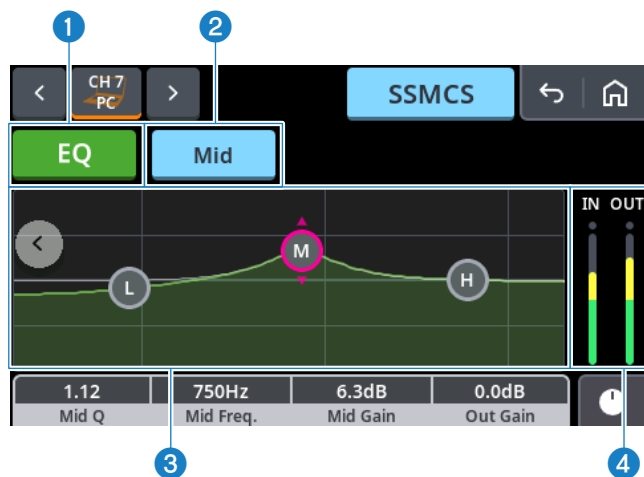 1 2
CH 7
PC
SSMCS
EQ Mid
IN OUT
L M H
1.12 750Hz 6.3dB 0.0dB
Mid Q Mid Freq. Mid Gain Out Gain
3 4